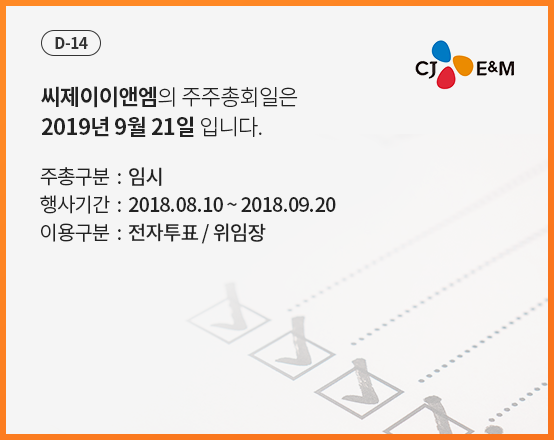 D-14
CJ E&M
씨제이이앤엠의 주주총회일은
2019년 9월 21일 입니다.
주총구분 : 임시
행사기간 : 2018.08.10 ~ 2018.09.20
이용구분 : 전자투표 / 위임장